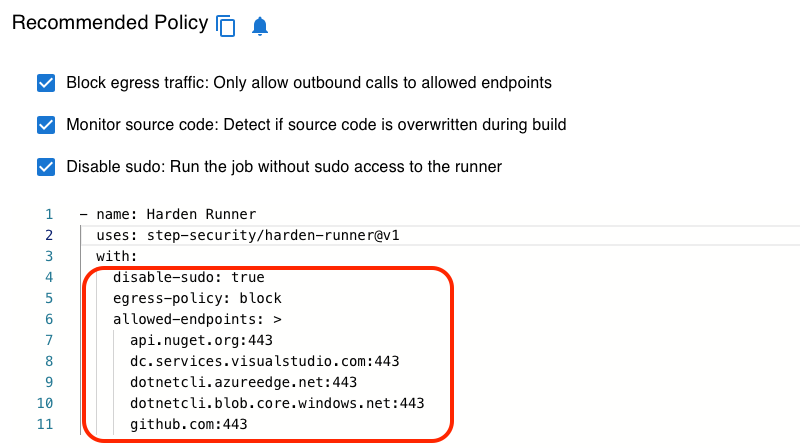 Recommended Policy
Block egress traffic: Only allow outbound calls to allowed endpoints
Monitor source code: Detect if source code is overwritten during build
Disable sudo: Run the job without sudo access to the runner
1 - name: Harden Runner
2 uses: step-security/harden-runner@v1
3 with:
4 disable-sudo: true
5 egress-policy: block
6 allowed-endpoints: >
7 api.nuget.org:443
8 dc.services.visualstudio.com:443
9 dotnetcli.azureedge.net:443
10 dotnetcli.blob.core.windows.net:443
11 github.com:443